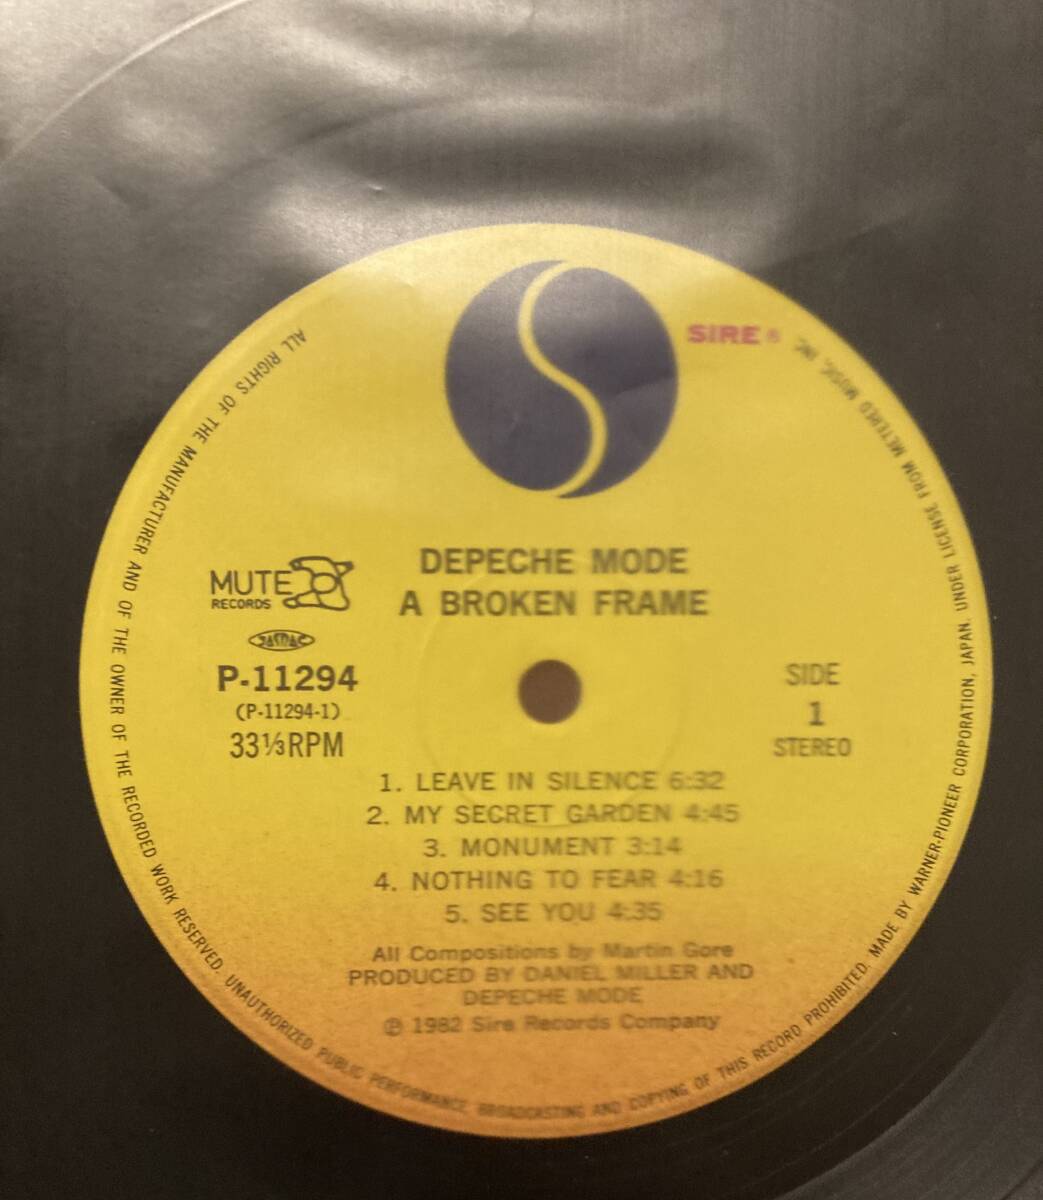 SIRE
DEPECHE MODE
A BROKEN FRAME
MUTE
RECORDS
JASRAC
P-11294
(P-11294-1)
33⅓RPM
SIDE
1
STEREO
1. LEAVE IN SILENCE 6:32
2. MY SECRET GARDEN 4:45
3. MONUMENT 3:14
4. NOTHING TO FEAR 4:16
5. SEE YOU 4:35
All Compositions by Martin Gore
PRODUCED BY DANIEL MILLER AND
DEPECHE MODE
℗ 1982 Sire Records Company
ALL RIGHTS OF THE MANUFACTURER AND OF THE OWNER OF THE RECORDED WORK RESERVED. UNAUTHORIZED PUBLIC PERFORMANCE, BROADCASTING AND COPYING OF THIS RECORD PROHIBITED. MADE BY WARNER-PIONEER CORPORATION, JAPAN. UNDER LICENSE FROM METERED MUSIC, INC.